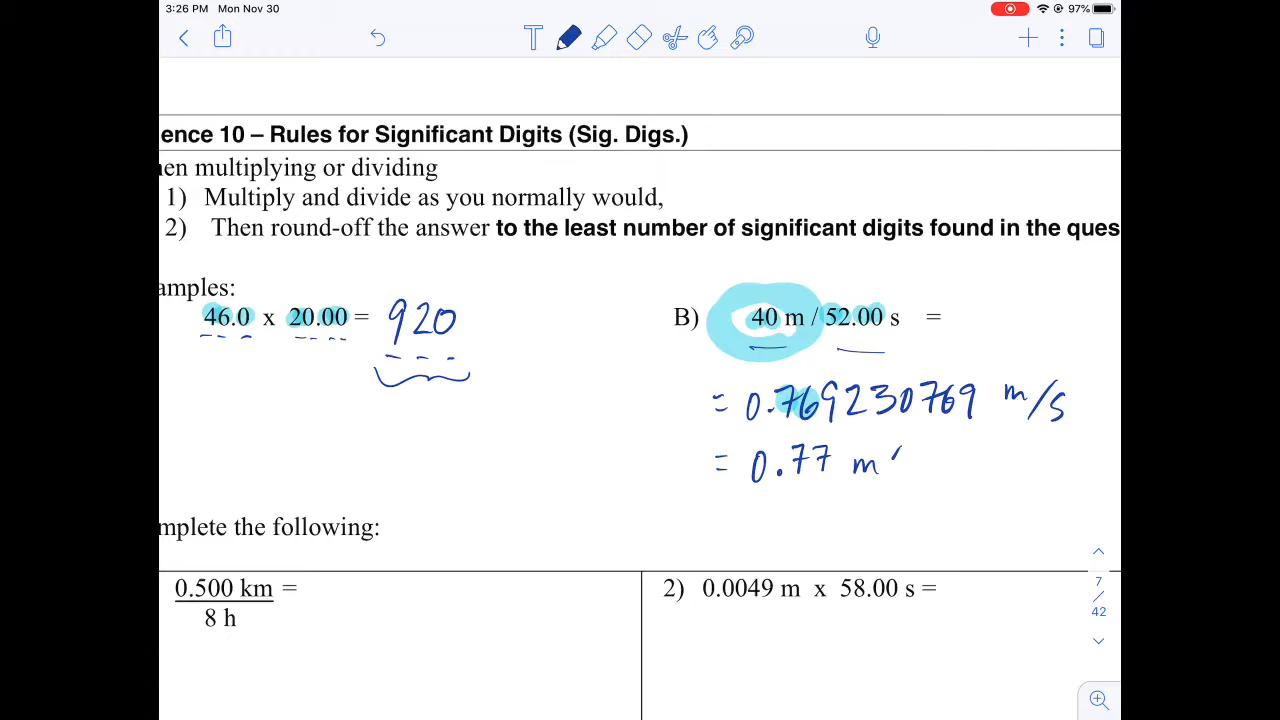 3:26 PM Mon Nov 30
97%
T
ence 10 – Rules for Significant Digits (Sig. Digs.)
en multiplying or dividing
1) Multiply and divide as you normally would,
2) Then round-off the answer to the least number of significant digits found in the ques
amples:
46.0 x 20.00 = 920
B) 40 m / 52.00 s =
= 0.769230769 m/s
= 0.77 m
mplete the following:
0.500 km =
8 h
2) 0.0049 m x 58.00 s =
7
/
42